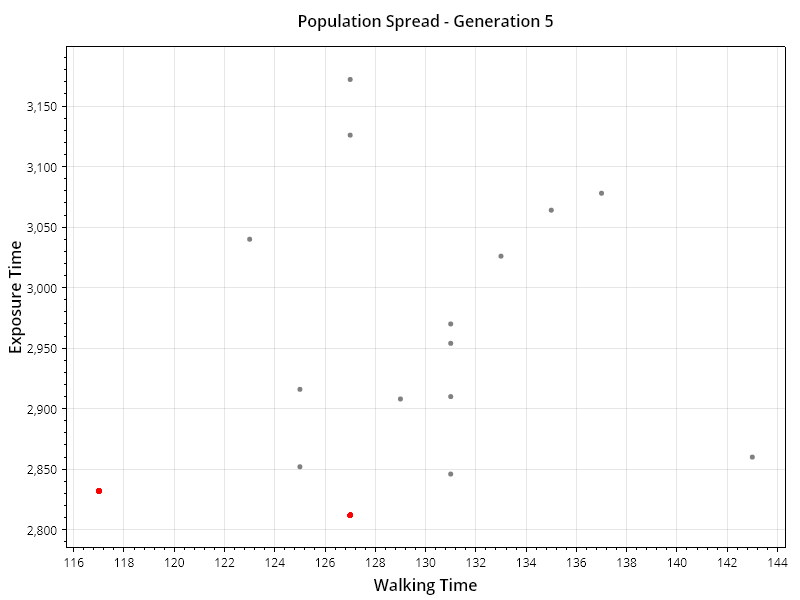 Population Spread - Generation 5
Exposure Time
3,150
3,100
3,050
3,000
2,950
2,900
2,850
2,800
116 118 120 122 124 126 128 130 132 134 136 138 140 142 144
Walking Time